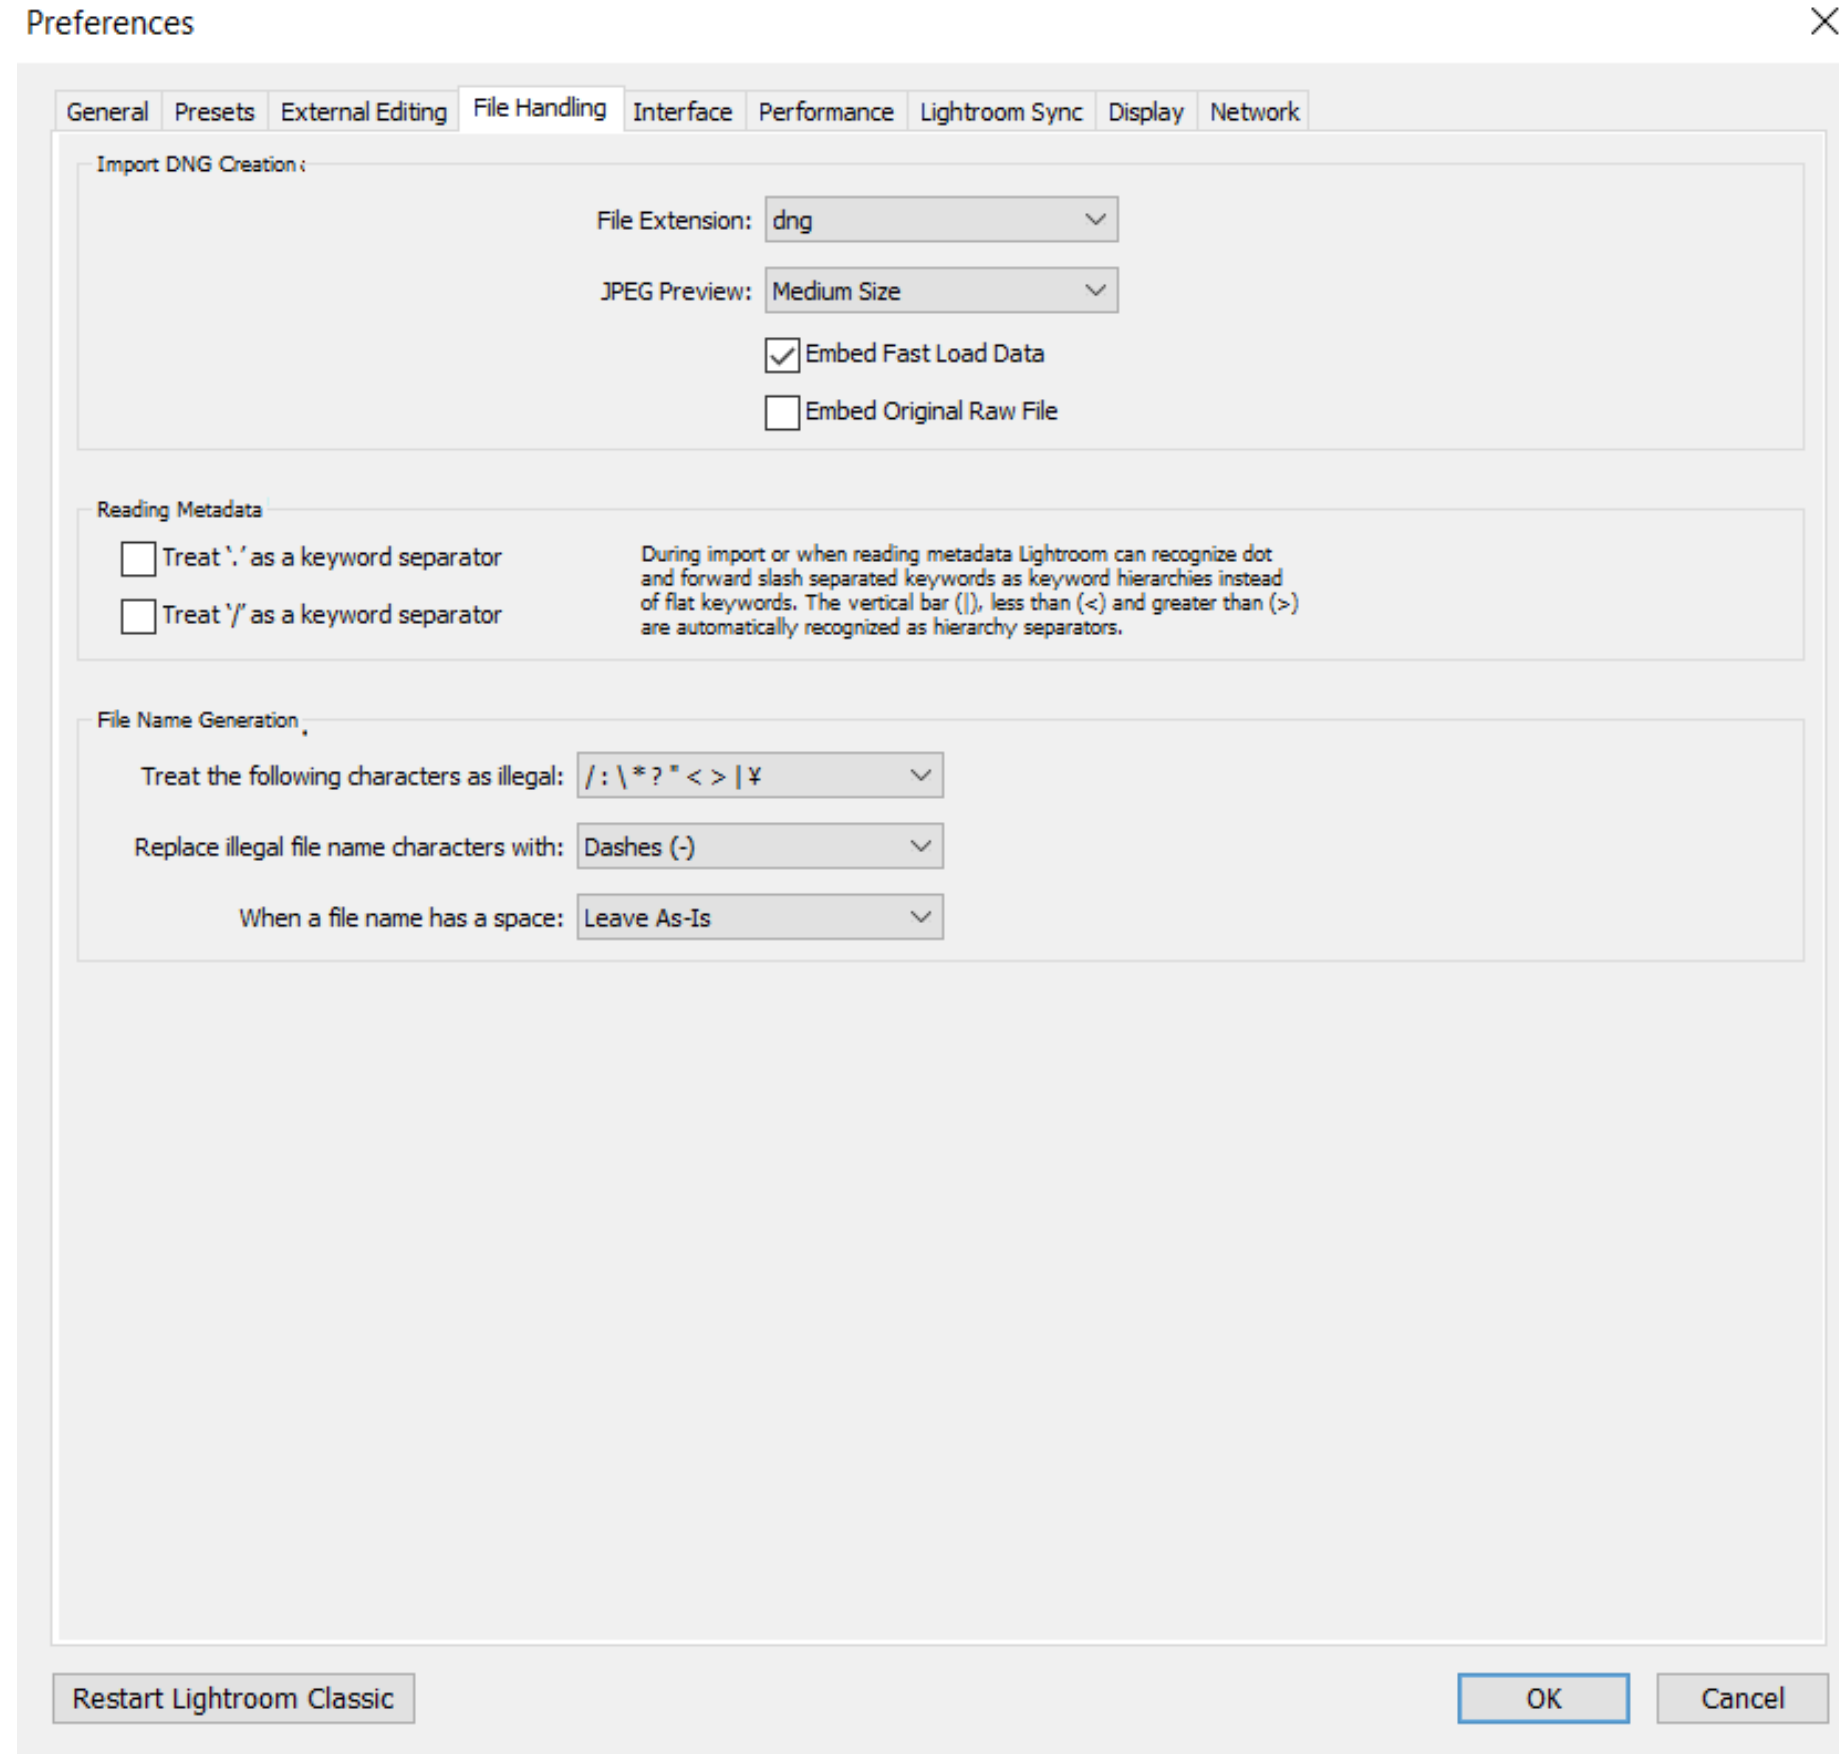 Preferences
General Presets External Editing File Handling Interface Performance Lightroom Sync Display Network
Import DNG Creation
File Extension: dng
JPEG Preview: Medium Size
Embed Fast Load Data
Embed Original Raw File
Reading Metadata
Treat '.' as a keyword separator
Treat '/' as a keyword separator
During import or when reading metadata Lightroom can recognize dot
and forward slash separated keywords as keyword hierarchies instead
of flat keywords. The vertical bar (|), less than (<) and greater than (>)
are automatically recognized as hierarchy separators.
File Name Generation
Treat the following characters as illegal: / : \ * ? " < > | ¥
Replace illegal file name characters with: Dashes (-)
When a file name has a space: Leave As-Is
Restart Lightroom Classic OK Cancel